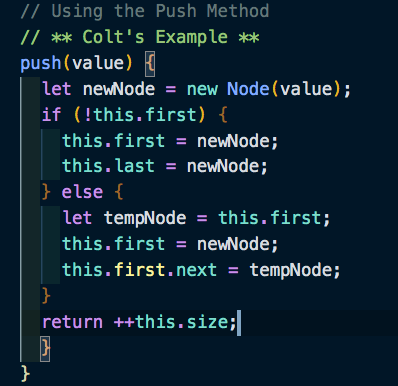 // Using the Push Method
// ** Colt's Example **
push(value) {
let newNode = new Node(value);
if (!this.first) {
this.first = newNode;
this.last = newNode;
} else {
let tempNode = this.first;
this.first = newNode;
this.first.next = tempNode;
}
return ++this.size;
}
}